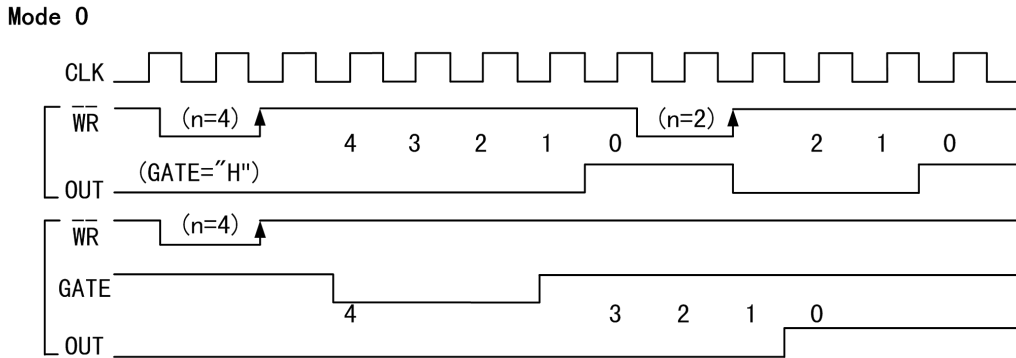 Mode 0
CLK
WR (n=4) (n=2)
4 3 2 1 0 2 1 0
(GATE="H")
OUT
WR (n=4)
GATE
4 3 2 1 0
OUT